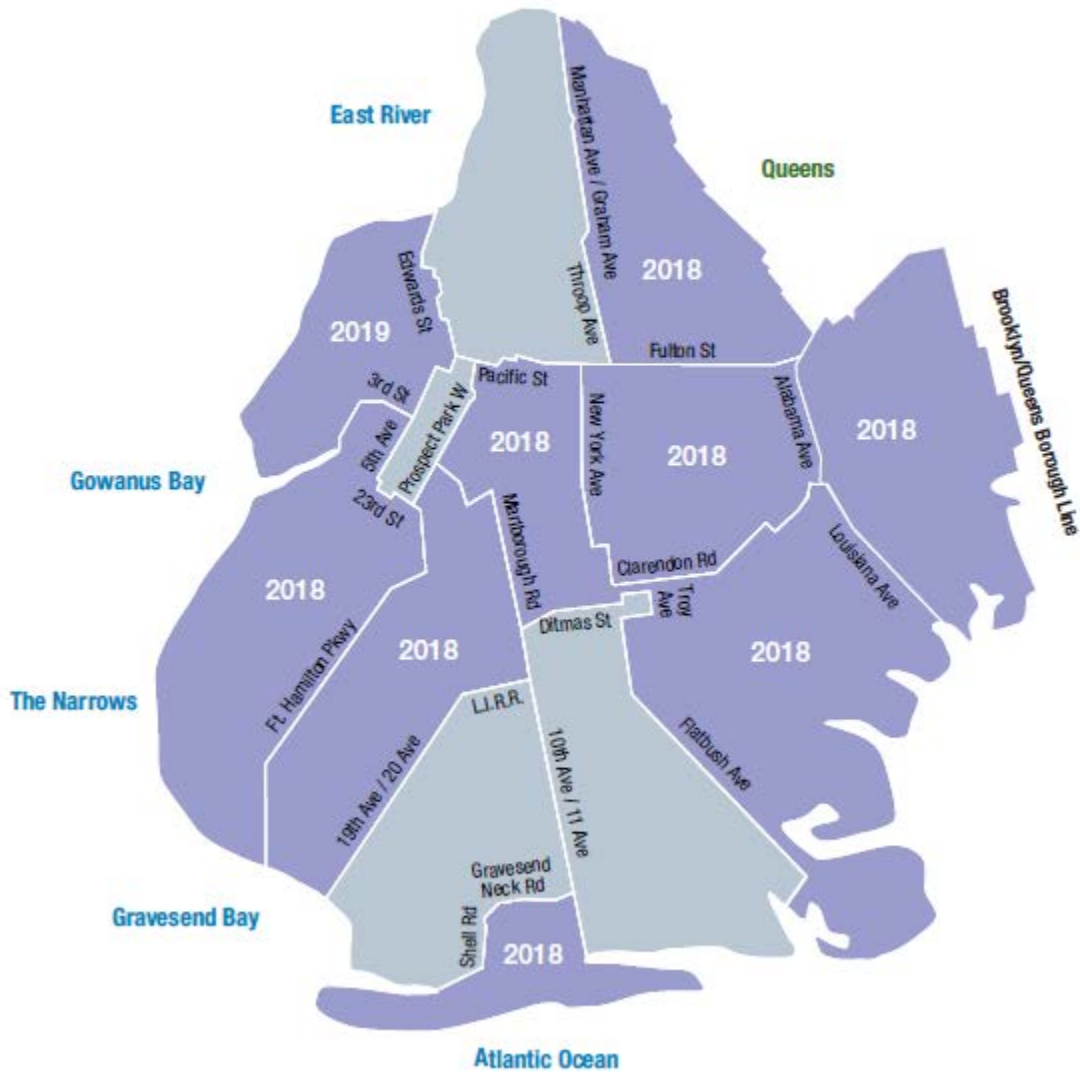 East River
Manhattan Ave / Graham Ave
Queens
Edwards St
2018
Throop Ave
2019
Brooklyn/Queens Borough Line
Fulton St
3rd St
Pacific St
Prospect Park W
Alabama Ave
New York Ave
5th Ave
2018
2018
2018
Gowanus Bay
23rd St
Marlborough Rd
Louisiana Ave
Clarendon Rd
2018
Troy
Ave
Ditmas St
Ft. Hamilton Pkwy
2018
2018
The Narrows
L.I.R.R.
Flatbush Ave
19th Ave / 20 Ave
10th Ave / 11 Ave
Gravesend
Neck Rd
Gravesend Bay
Shell Rd
2018
Atlantic Ocean